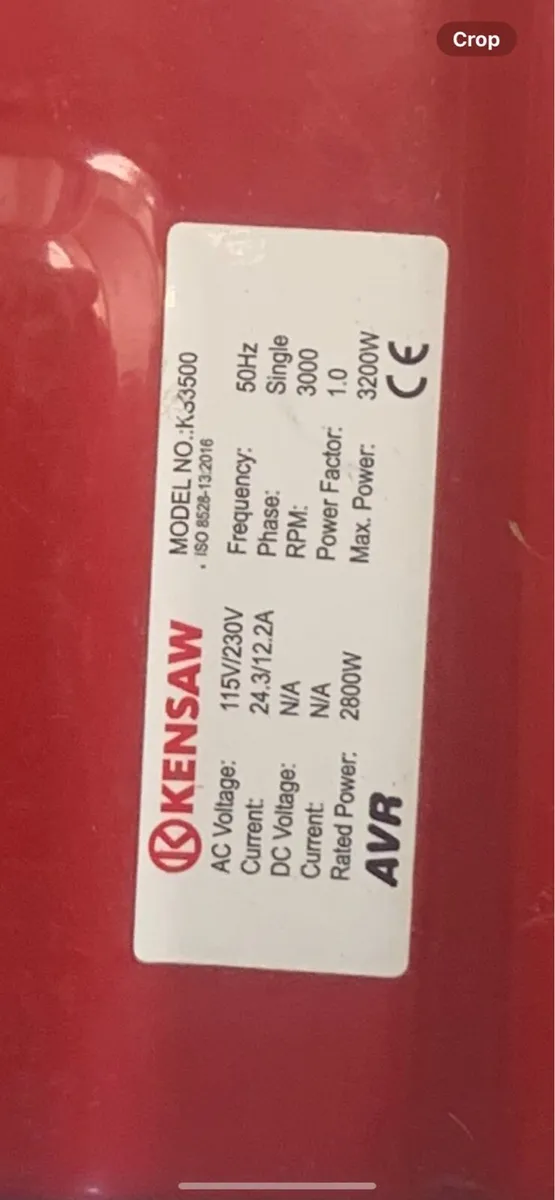 Crop
KENSAW
MODEL NO.:K33500
• ISO 8528-13:2016
AC Voltage: 115V/230V Frequency: 50Hz
Current: 24.3/12.2A Phase: Single
DC Voltage: N/A RPM: 3000
Current: N/A Power Factor: 1.0
Rated Power: 2800W Max. Power: 3200W
AVR CE